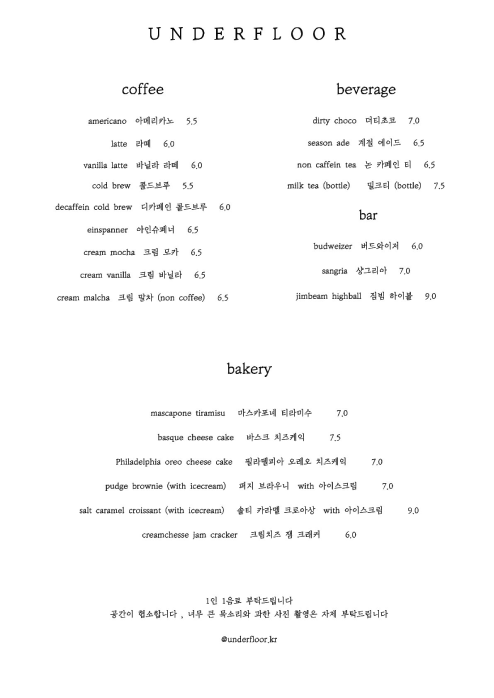 UNDERFLOOR
coffee
americano 아메리카노 5.5
latte 라떼 6.0
vanilla latte 바닐라 라떼 6.0
cold brew 콜드브루 5.5
decaffein cold brew 디카페인 콜드브루 6.0
einspanner 아인슈페너 6.5
cream mocha 크림 모카 6.5
cream vanilla 크림 바닐라 6.5
cream malcha 크림 말차 (non coffee) 6.5
beverage
dirty choco 더티초코 7.0
season ade 계절 에이드 6.5
non caffein tea 논 카페인 티 6.5
milk tea (bottle) 밀크티 (bottle) 7.5
bar
budweizer 버드와이저 6.0
sangria 샹그리아 7.0
jimbeam highball 짐빔 하이볼 9.0
bakery
mascapone tiramisu 마스카포네 티라미수 7.0
basque cheese cake 바스크 치즈케익 7.5
Philadelphia oreo cheese cake 필라델피아 오레오 치즈케익 7.0
pudge brownie (with icecream) 퍼지 브라우니 with 아이스크림 7.0
salt caramel croissant (with icecream) 솔티 카라멜 크로아상 with 아이스크림 9.0
creamchesse jam cracker 크림치즈 잼 크래커 6.0
1인 1음료 부탁드립니다
공간이 협소합니다 , 너무 큰 목소리와 과한 사진 촬영은 자제 부탁드립니다
@underfloor.kr